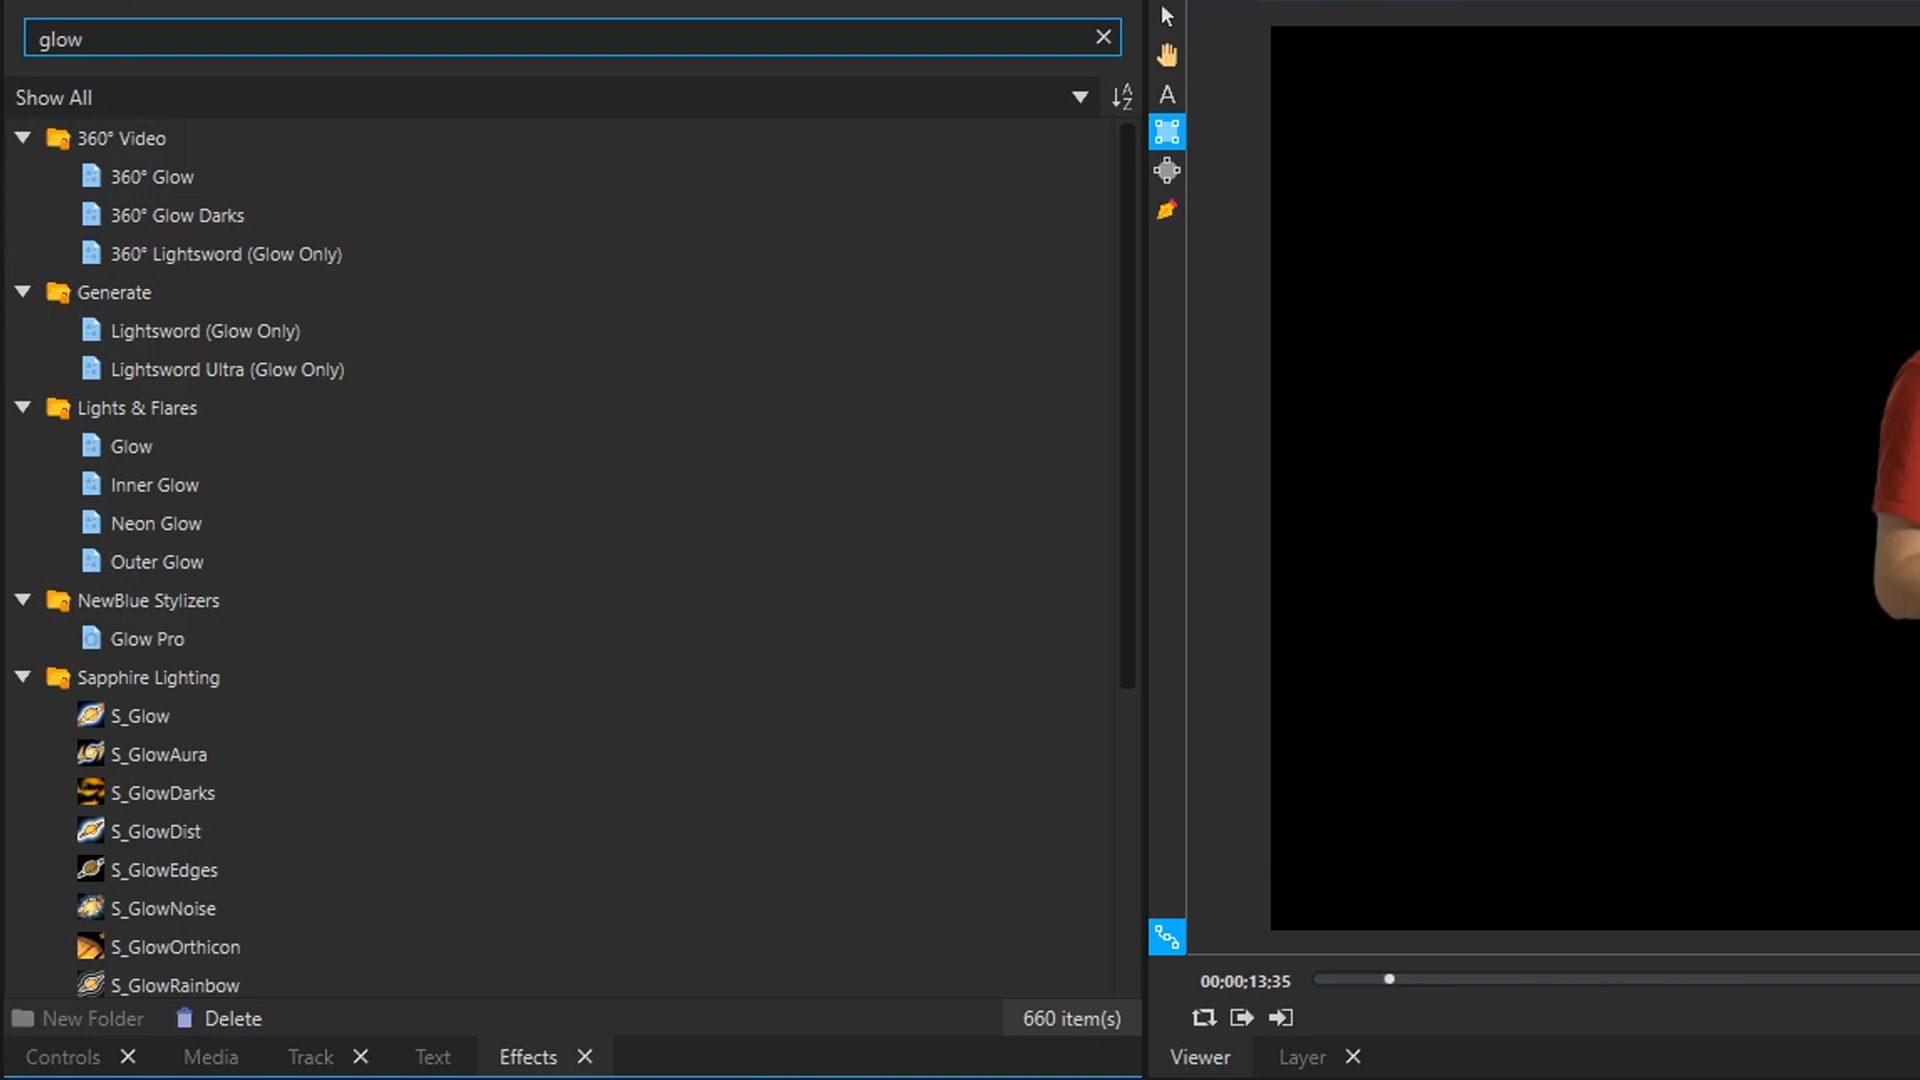 glow
Show All
360° Video
360° Glow
360° Glow Darks
360° Lightsword (Glow Only)
Generate
Lightsword (Glow Only)
Lightsword Ultra (Glow Only)
Lights & Flares
Glow
Inner Glow
Neon Glow
Outer Glow
NewBlue Stylizers
Glow Pro
Sapphire Lighting
S_Glow
S_GlowAura
S_GlowDarks
S_GlowDist
S_GlowEdges
S_GlowNoise
S_GlowOrthicon
S_GlowRainbow
New Folder Delete 660 item(s)
Controls Media Track Text Effects
A
00;00;13;35
Viewer Layer